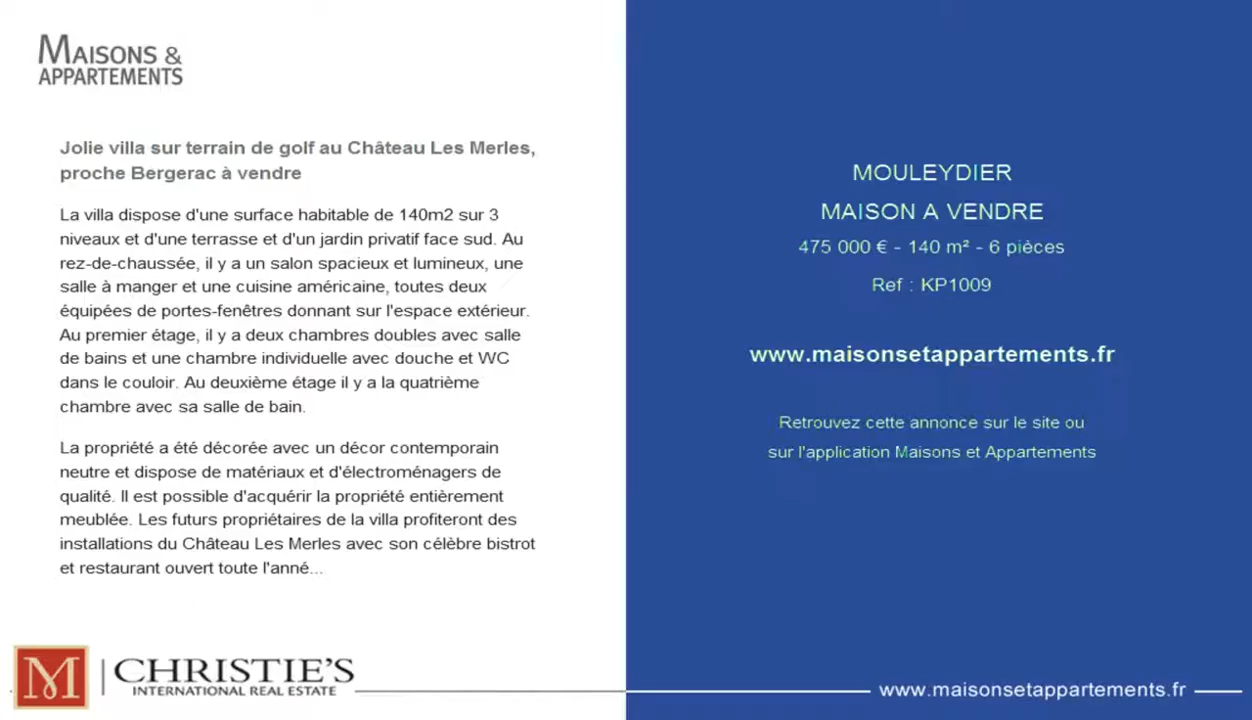 MAISONS &
APPARTEMENTS
Jolie villa sur terrain de golf au Château Les Merles,
proche Bergerac à vendre
La villa dispose d'une surface habitable de 140m2 sur 3
niveaux et d'une terrasse et d'un jardin privatif face sud. Au
rez-de-chaussée, il y a un salon spacieux et lumineux, une
salle à manger et une cuisine américaine, toutes deux
équipées de portes-fenêtres donnant sur l'espace extérieur.
Au premier étage, il y a deux chambres doubles avec salle
de bains et une chambre individuelle avec douche et WC
dans le couloir. Au deuxième étage il y a la quatrième
chambre avec sa salle de bain.
La propriété a été décorée avec un décor contemporain
neutre et dispose de matériaux et d'électroménagers de
qualité. Il est possible d'acquérir la propriété entièrement
meublée. Les futurs propriétaires de la villa profiteront des
installations du Château Les Merles avec son célèbre bistrot
et restaurant ouvert toute l'anné...
M CHRISTIE'S
INTERNATIONAL REAL ESTATE
MOULEYDIER
MAISON A VENDRE
475 000 € - 140 m² - 6 pièces
Ref : KP1009
www.maisonsetappartements.fr
Retrouvez cette annonce sur le site ou
sur l'application Maisons et Appartements
www.maisonsetappartements.fr